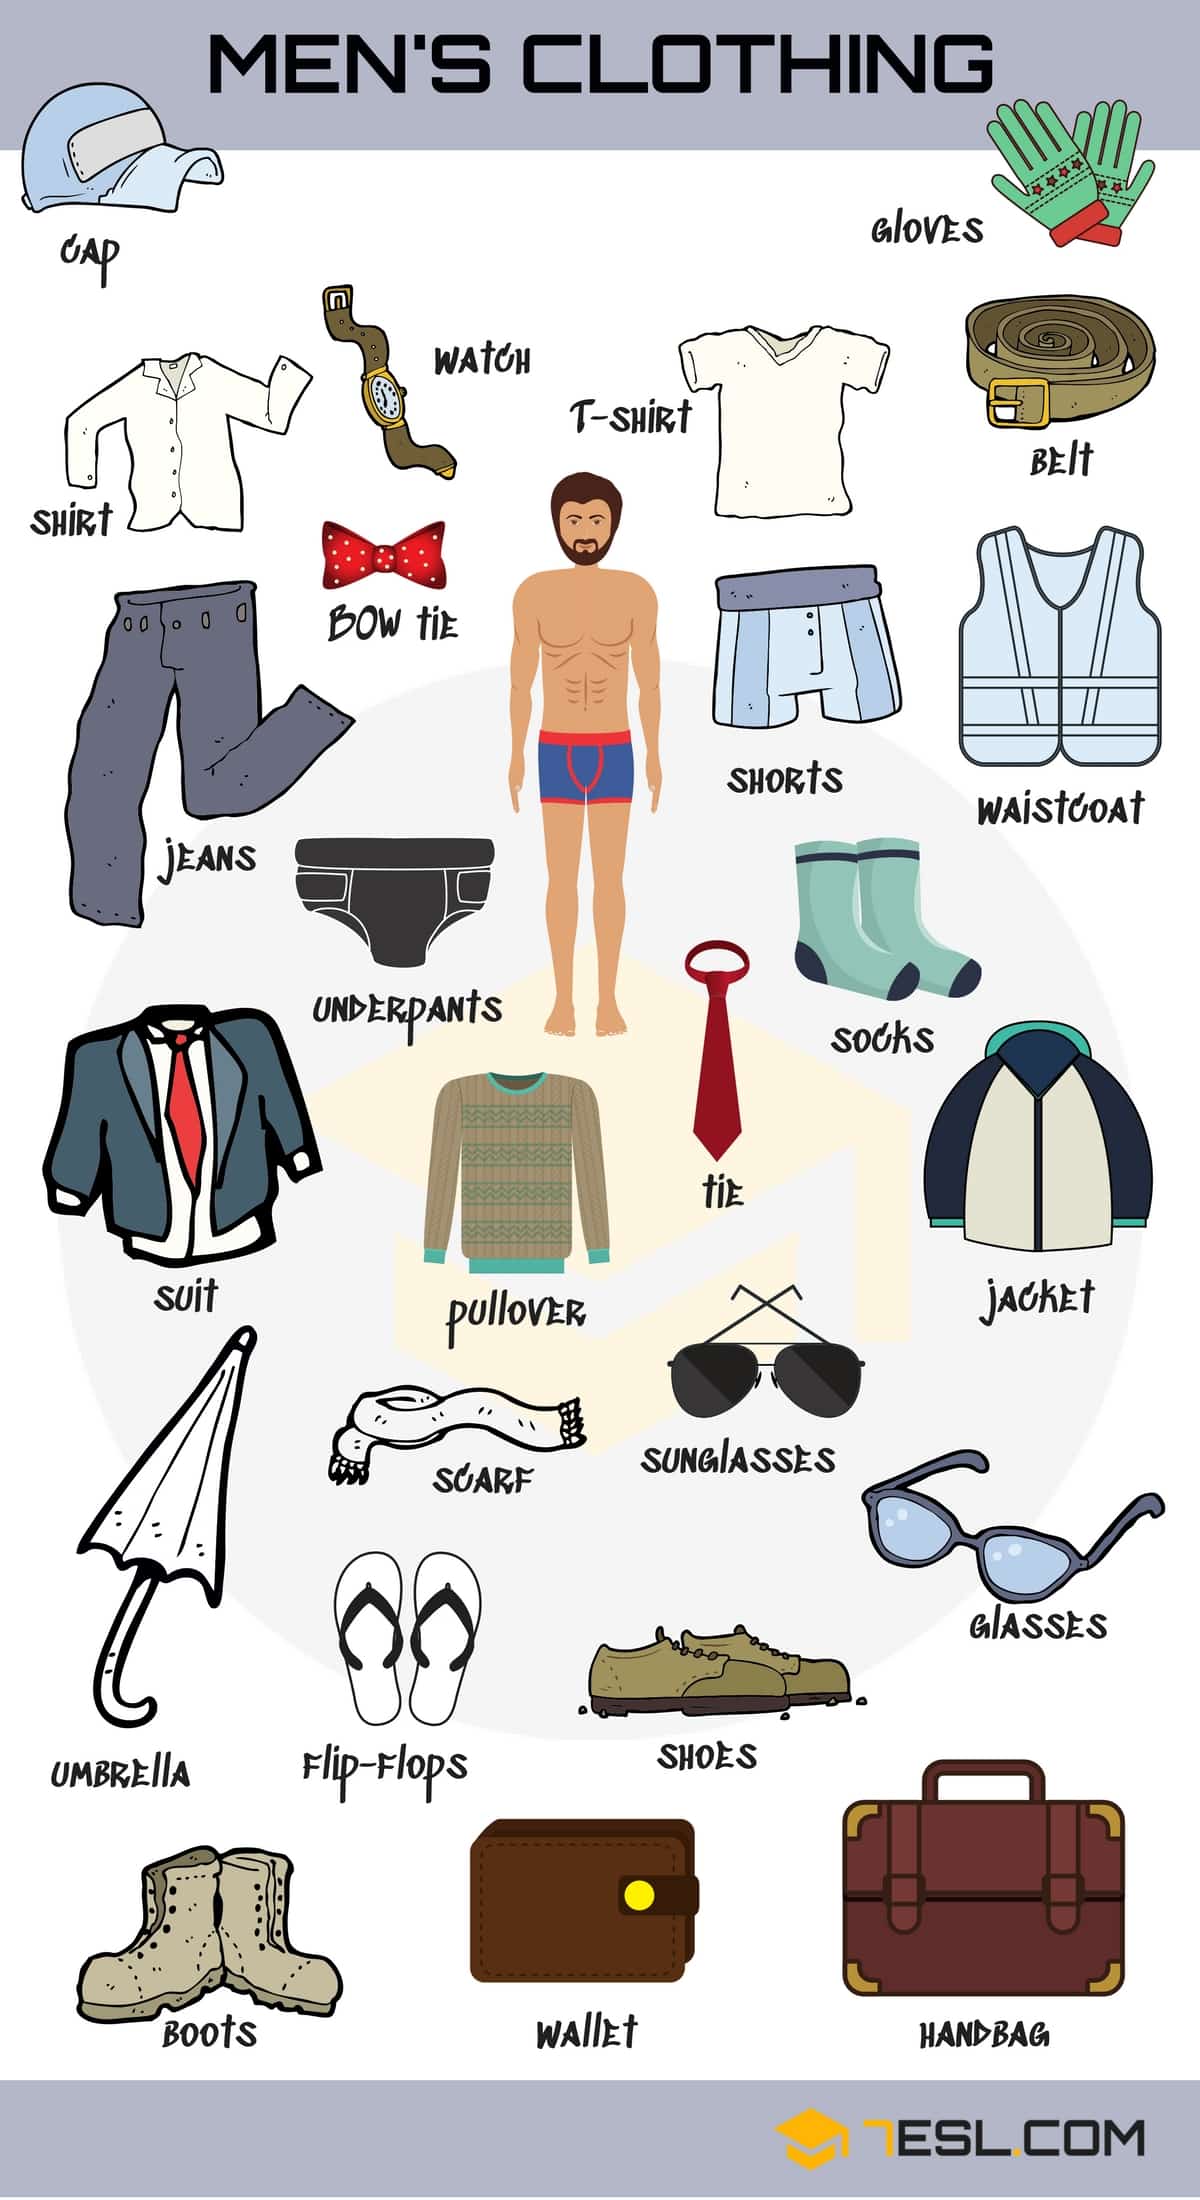 MEN'S CLOTHING
CAP
GLOVES
WATCH
T-SHIRT
BELT
SHIRT
BOW TIE
SHORTS
WAISTCOAT
JEANS
UNDERPANTS
SOCKS
TIE
SUIT
PULLOVER
JACKET
SCARF
SUNGLASSES
GLASSES
UMBRELLA
FLIP-FLOPS
SHOES
BOOTS
WALLET
HANDBAG
7ESL.COM